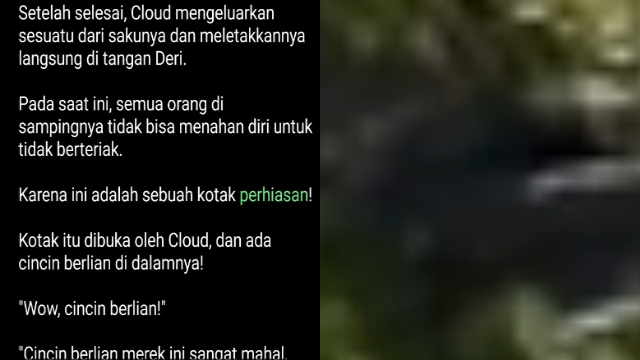 Setelah selesai, Cloud mengeluarkan
sesuatu dari sakunya dan meletakkannya
langsung di tangan Deri.
Pada saat ini, semua orang di
sampingnya tidak bisa menahan diri untuk
tidak berteriak.
Karena ini adalah sebuah kotak perhiasan!
Kotak itu dibuka oleh Cloud, dan ada
cincin berlian di dalamnya!
"Wow, cincin berlian!"
"Cincin berlian merek ini sangat mahal,